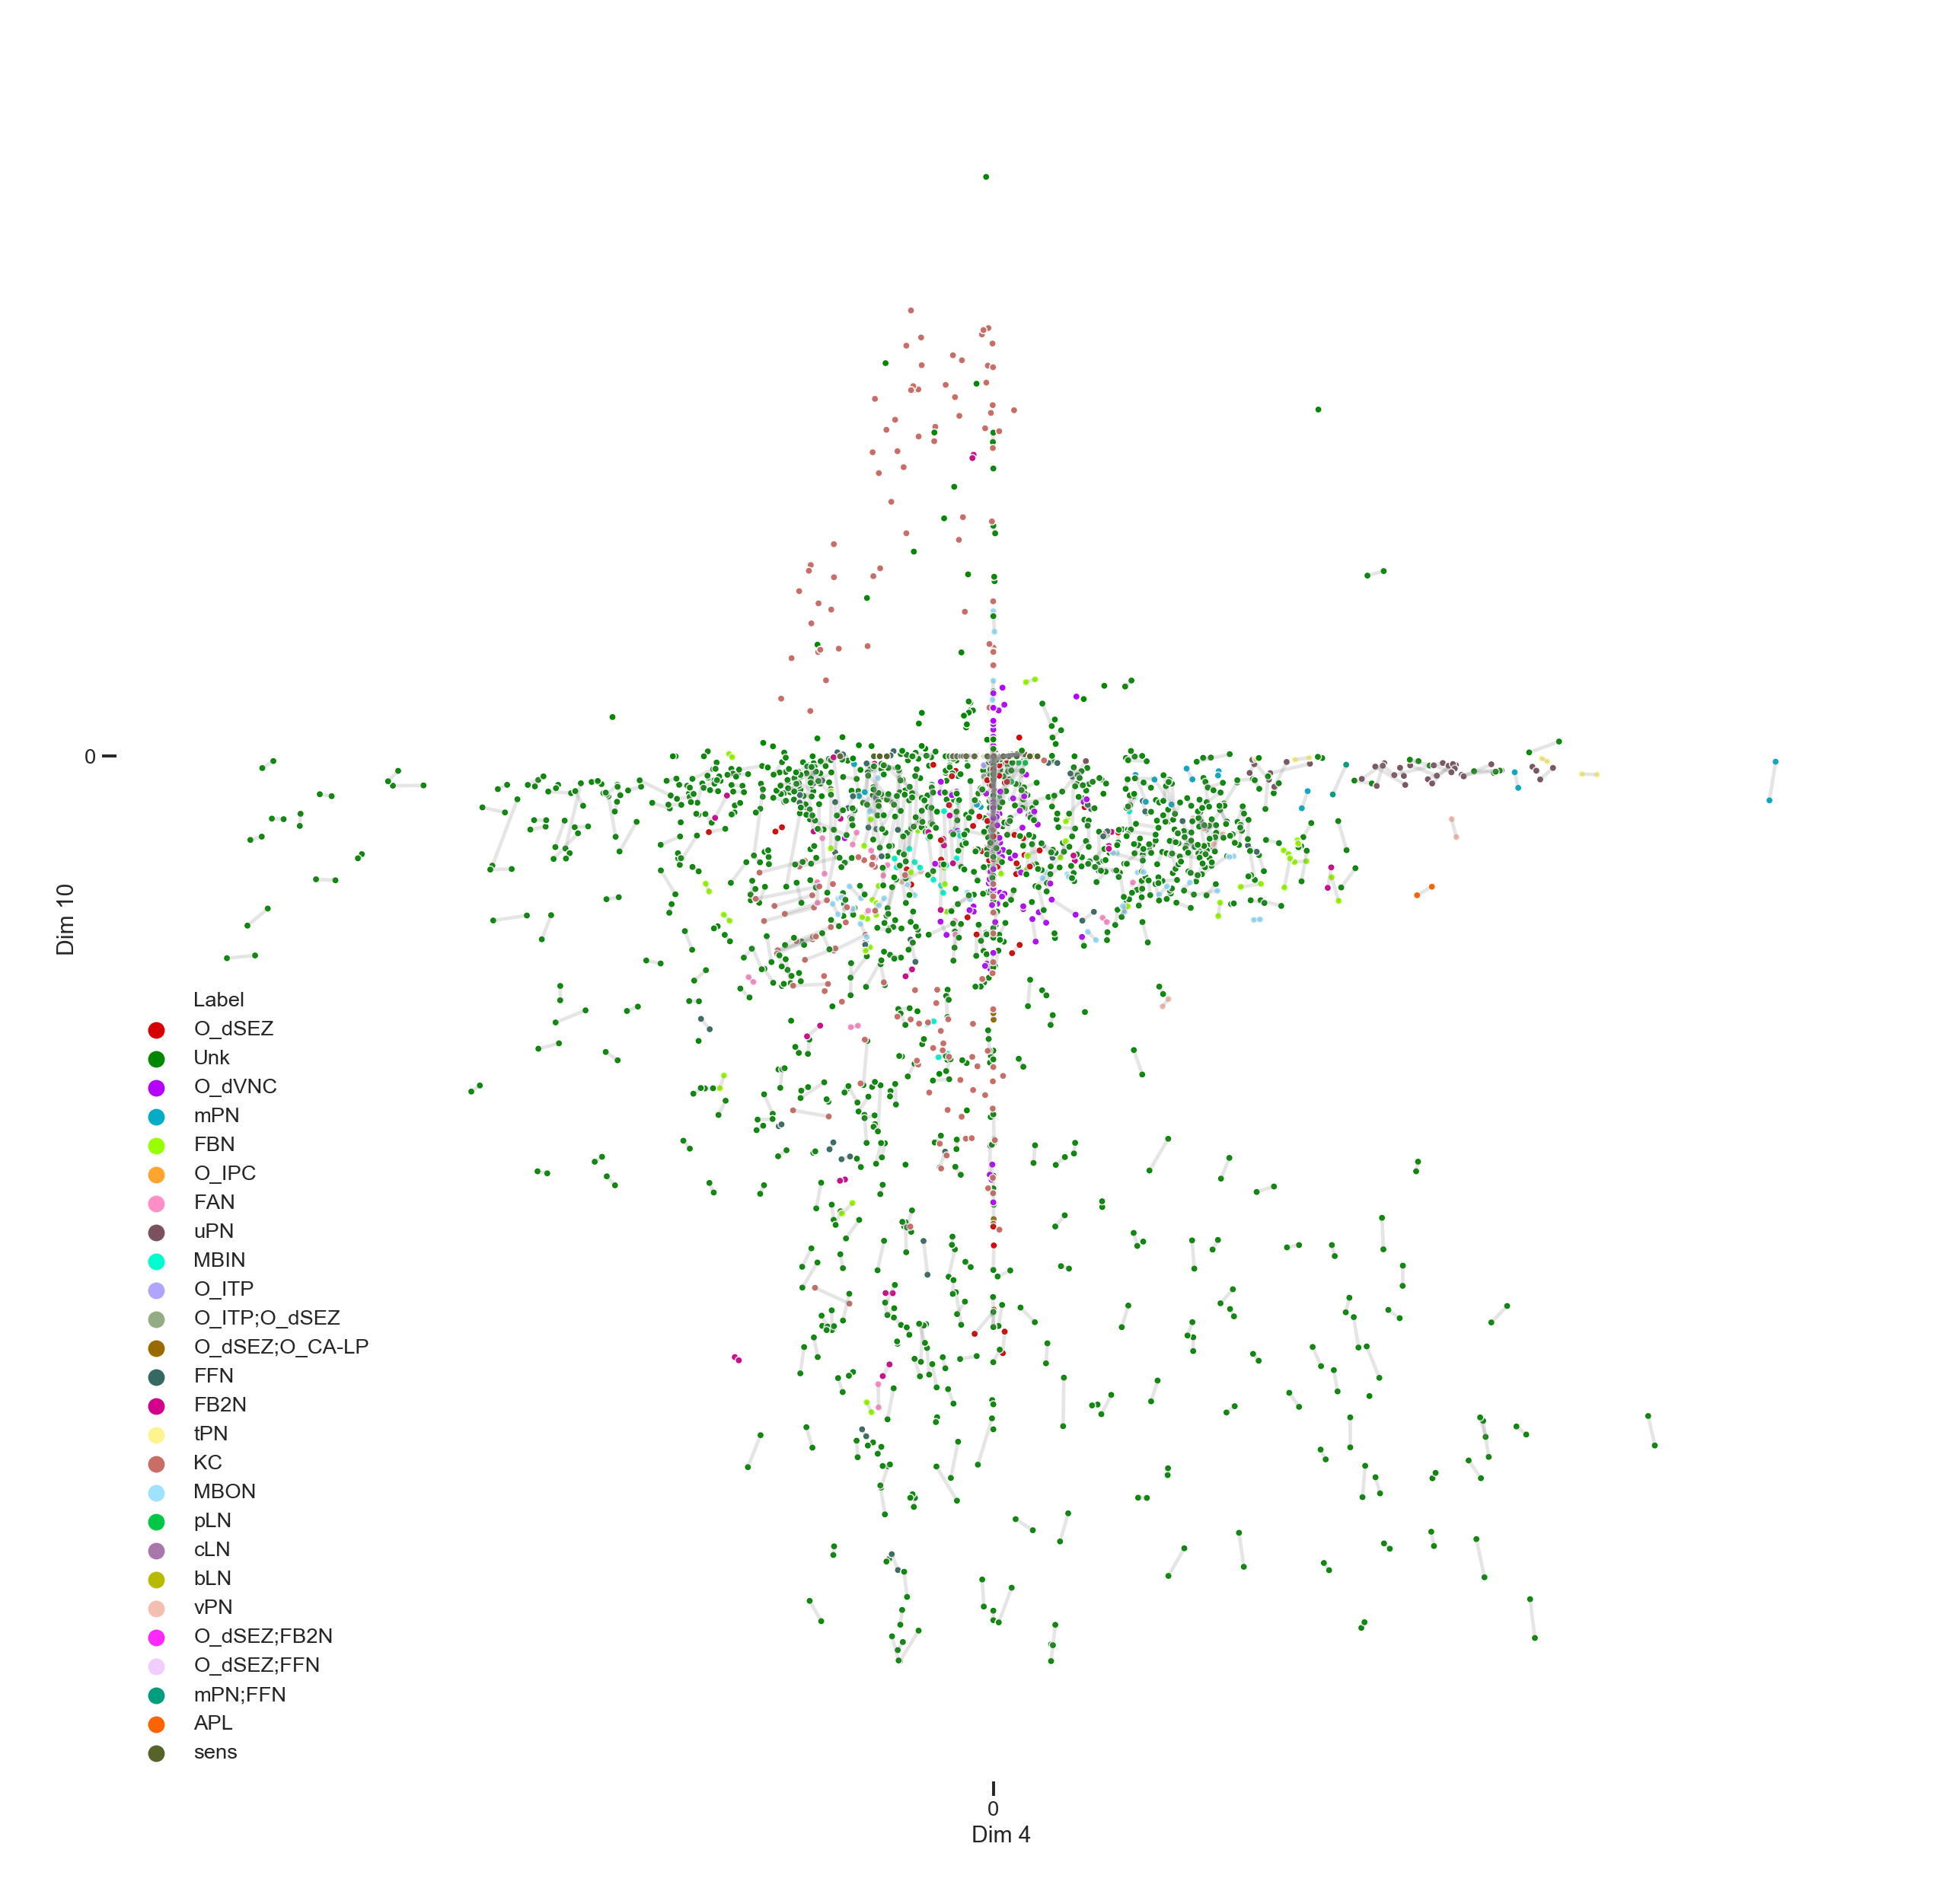 0
Dim 10
Label
O_dSEZ
Unk
O_dVNC
mPN
FBN
O_IPC
FAN
uPN
MBIN
O_ITP
O_ITP;O_dSEZ
O_dSEZ;O_CA-LP
FFN
FB2N
tPN
KC
MBON
pLN
cLN
bLN
vPN
O_dSEZ;FB2N
O_dSEZ;FFN
mPN;FFN
APL
sens
0
Dim 4